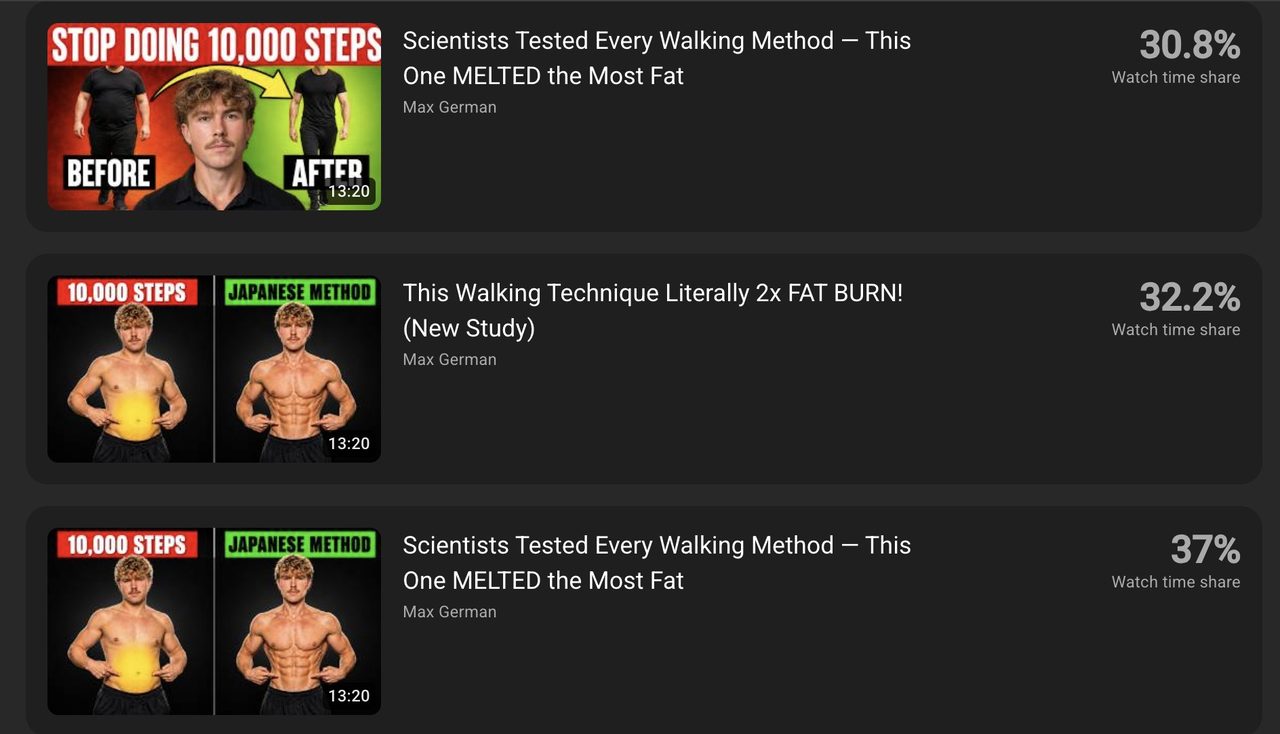 STOP DOING 10,000 STEPS
BEFORE
AFTER
13:20
Scientists Tested Every Walking Method — This
One MELTED the Most Fat
Max German
30.8%
Watch time share
10,000 STEPS
JAPANESE METHOD
13:20
This Walking Technique Literally 2x FAT BURN!
(New Study)
Max German
32.2%
Watch time share
10,000 STEPS
JAPANESE METHOD
13:20
Scientists Tested Every Walking Method — This
One MELTED the Most Fat
Max German
37%
Watch time share